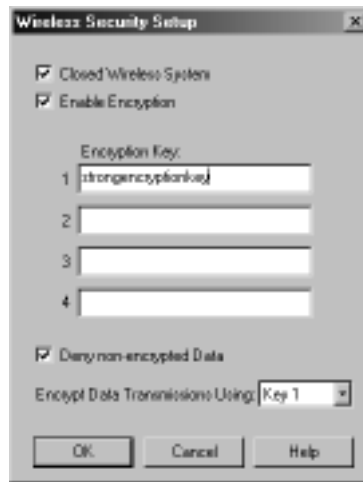 Wireless Security Setup
Closed Wireless System
Enable Encryption
Encryption Key:
1 strongencryptionkey
2
3
4
Deny non-encrypted Data
Encrypt Data Transmissions Using: Key 1
OK Cancel Help